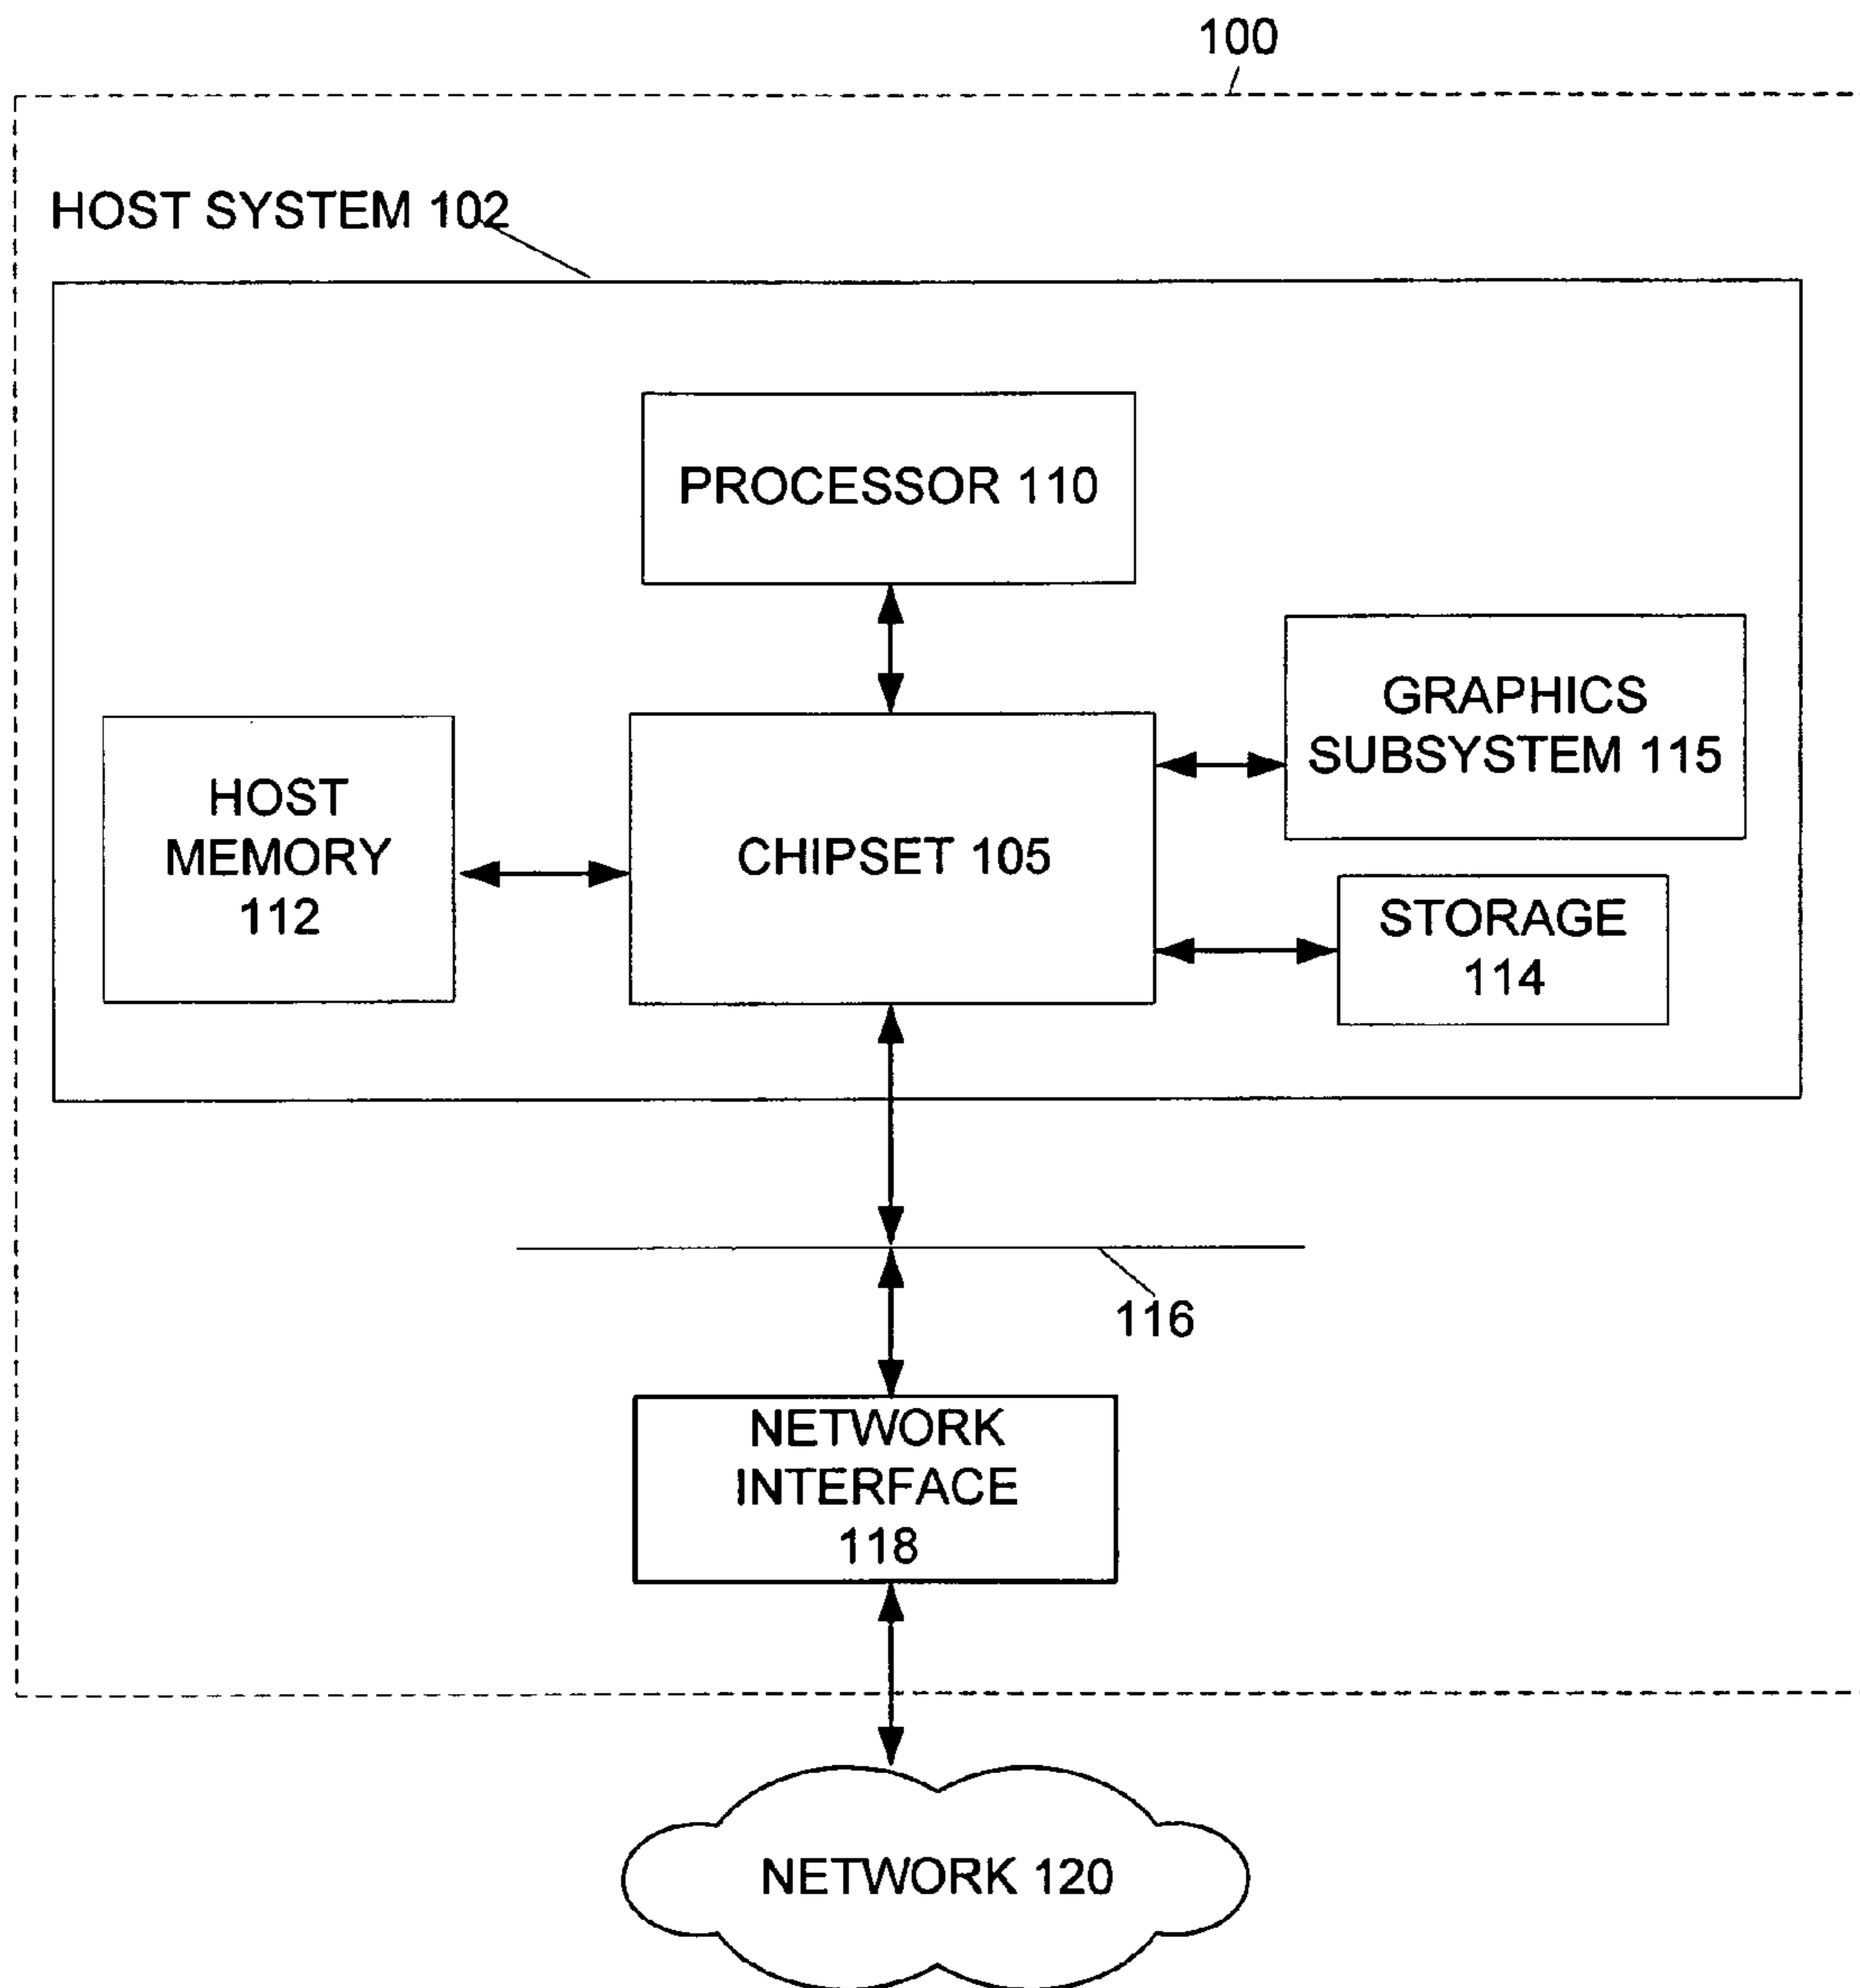 100
HOST SYSTEM 102
PROCESSOR 110
GRAPHICS
SUBSYSTEM 115
HOST
MEMORY
112
CHIPSET 105
STORAGE
114
116
NETWORK
INTERFACE
118
NETWORK 120